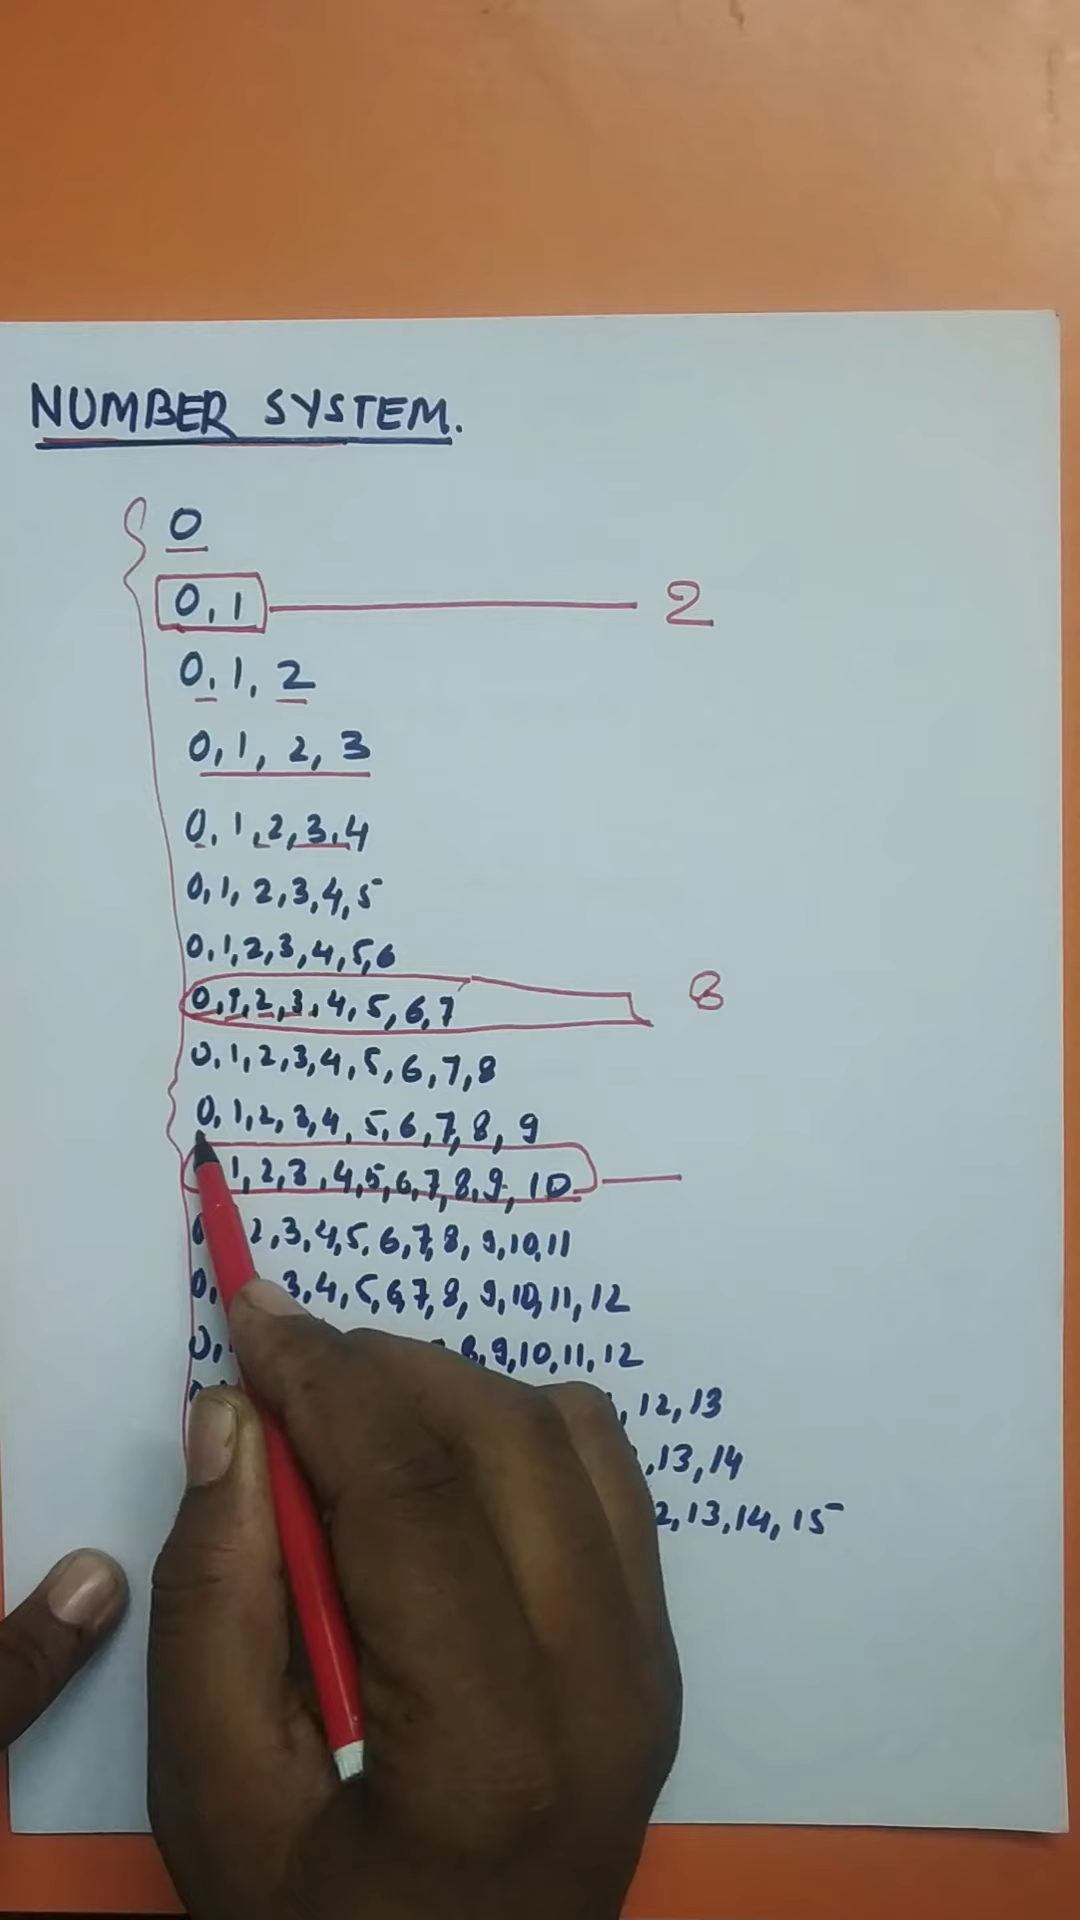 NUMBER SYSTEM.
0
0, 1 2
0, 1, 2
0, 1, 2, 3
0, 1, 2, 3, 4
0, 1, 2, 3, 4, 5
0, 1, 2, 3, 4, 5, 6
0, 1, 2, 3, 4, 5, 6, 7 8
0, 1, 2, 3, 4, 5, 6, 7, 8
0, 1, 2, 3, 4, 5, 6, 7, 8, 9
1, 2, 3, 4, 5, 6, 7, 8, 9, 10
0 2, 3, 4, 5, 6, 7, 8, 9, 10, 11
0, 3, 4, 5, 6, 7, 8, 9, 10, 11, 12
0, 8, 9, 10, 11, 12
, 12, 13
, 13, 14
2, 13, 14, 15